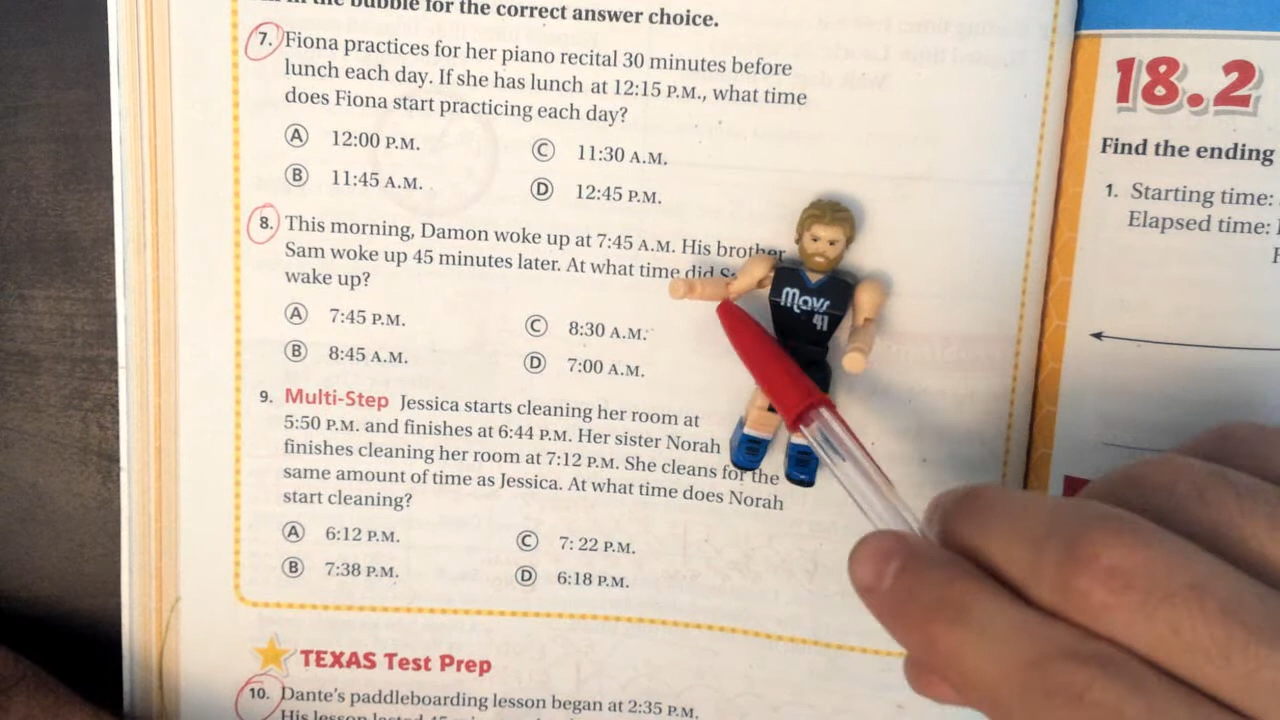 the bubble for the correct answer choice.
7. Fiona practices for her piano recital 30 minutes before
lunch each day. If she has lunch at 12:15 P.M., what time
does Fiona start practicing each day?
A 12:00 P.M.
C 11:30 A.M.
B 11:45 A.M.
D 12:45 P.M.
8. This morning, Damon woke up at 7:45 A.M. His brother
Sam woke up 45 minutes later. At what time did
wake up?
A 7:45 P.M.
C 8:30 A.M.
B 8:45 A.M.
D 7:00 A.M.
9. Multi-Step Jessica starts cleaning her room at
5:50 P.M. and finishes at 6:44 P.M. Her sister Norah
finishes cleaning her room at 7:12 P.M. She cleans for the
same amount of time as Jessica. At what time does Norah
start cleaning?
A 6:12 P.M.
C 7: 22 P.M.
B 7:38 P.M.
D 6:18 P.M.
TEXAS Test Prep
10. Dante's paddleboarding lesson began at 2:35 P.M.
His lesson lasted 45
Mavs
41
18.2
Find the ending
1. Starting time:
Elapsed time: